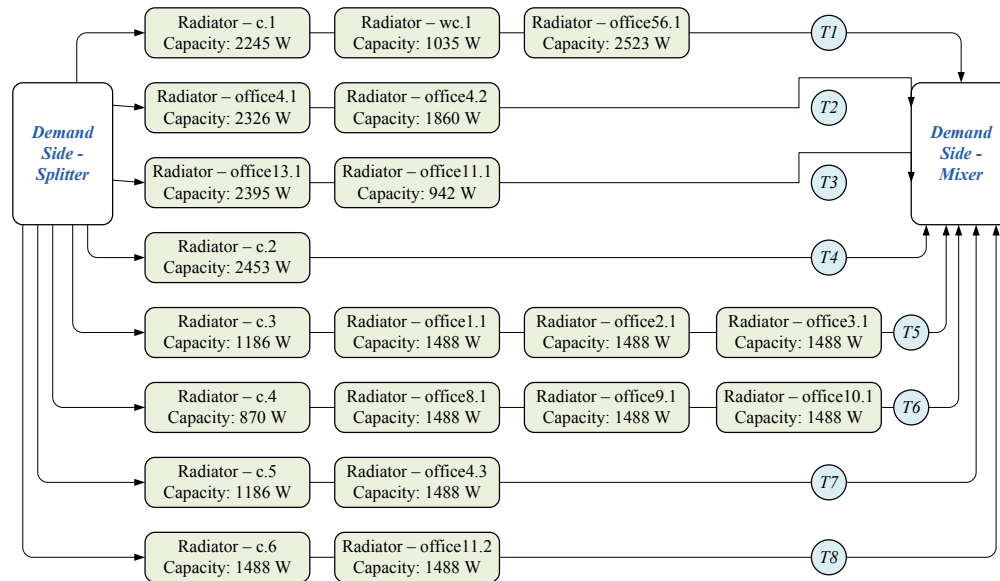 Radiator – c.1
Capacity: 2245 W
Radiator – wc.1
Capacity: 1035 W
Radiator – office56.1
Capacity: 2523 W
T1
Demand
Side -
Splitter
Radiator – office4.1
Capacity: 2326 W
Radiator – office4.2
Capacity: 1860 W
T2
Demand
Side -
Mixer
Radiator – office13.1
Capacity: 2395 W
Radiator – office11.1
Capacity: 942 W
T3
Radiator – c.2
Capacity: 2453 W
T4
Radiator – c.3
Capacity: 1186 W
Radiator – office1.1
Capacity: 1488 W
Radiator – office2.1
Capacity: 1488 W
Radiator – office3.1
Capacity: 1488 W
T5
Radiator – c.4
Capacity: 870 W
Radiator – office8.1
Capacity: 1488 W
Radiator – office9.1
Capacity: 1488 W
Radiator – office10.1
Capacity: 1488 W
T6
Radiator – c.5
Capacity: 1186 W
Radiator – office4.3
Capacity: 1488 W
T7
Radiator – c.6
Capacity: 1488 W
Radiator – office11.2
Capacity: 1488 W
T8